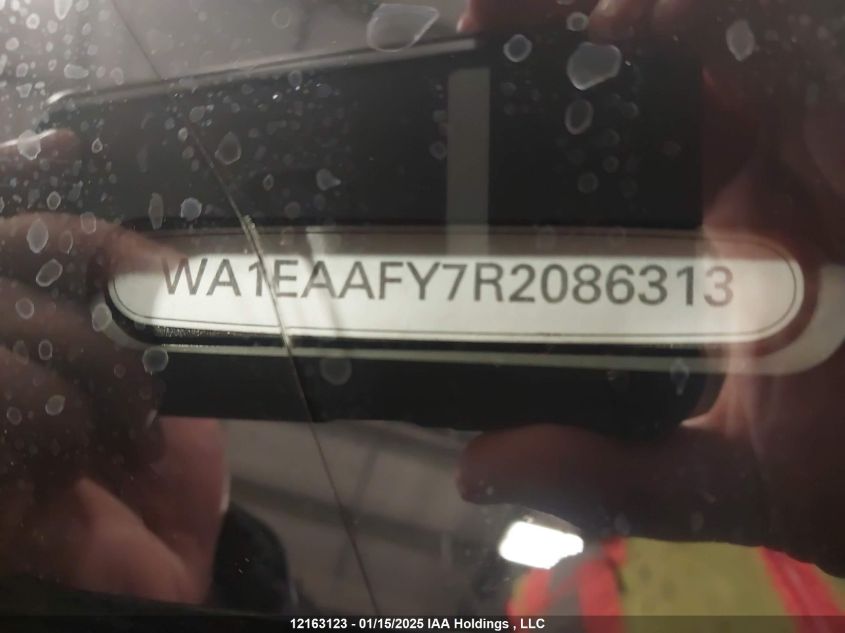 WA1EAAFY7R2086313
12163123 - 01/15/2025 IAA Holdings , LLC